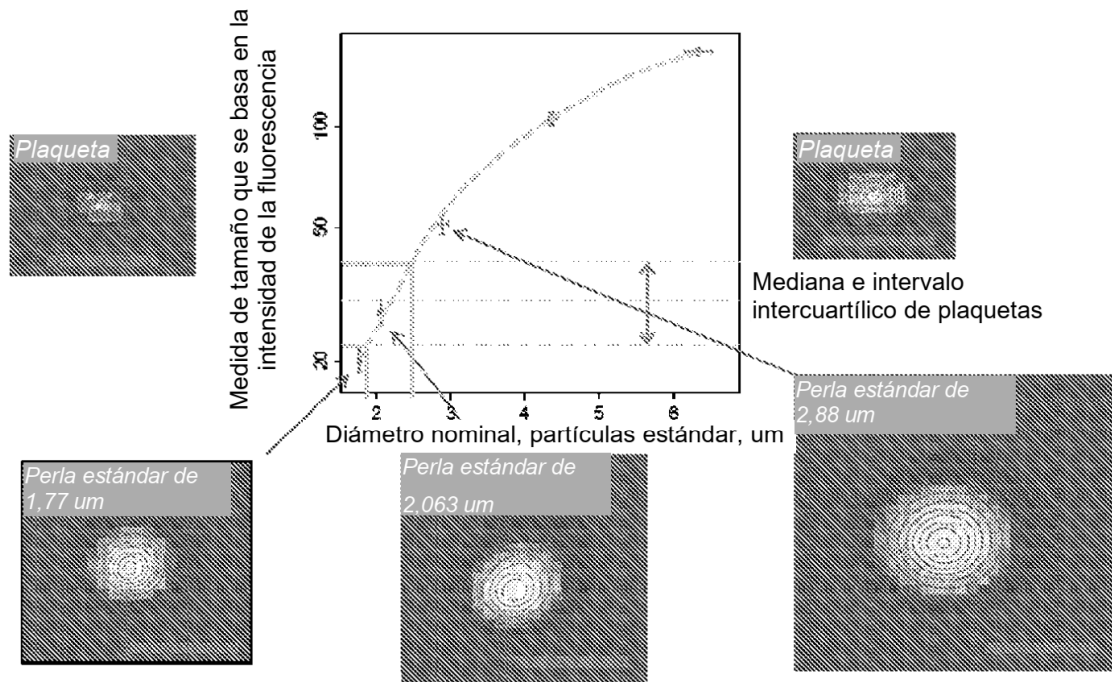 Medida de tamaño que se basa en la
intensidad de la fluorescencia
100
50
20
2
3
4
5
6
Diámetro nominal, partículas estándar, um
Plaqueta
Plaqueta
Mediana e intervalo
intercuartílico de plaquetas
Perla estándar de
1,77 um
Perla estándar de
2,063 um
Perla estándar de
2,88 um